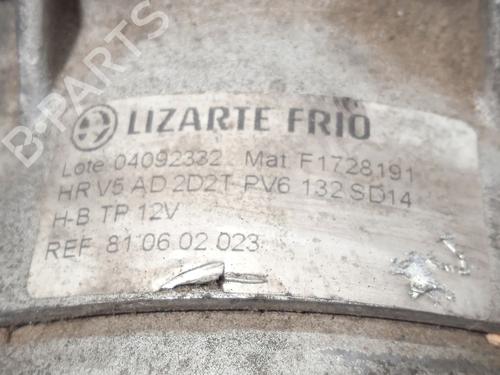 B-PARTS
LIZARTE FRIO
Lote 04092332 Mat F1728191
HR V5 AD 2D2T PV6 132 SD14
H-B TP 12V
REF 81.06.02.023